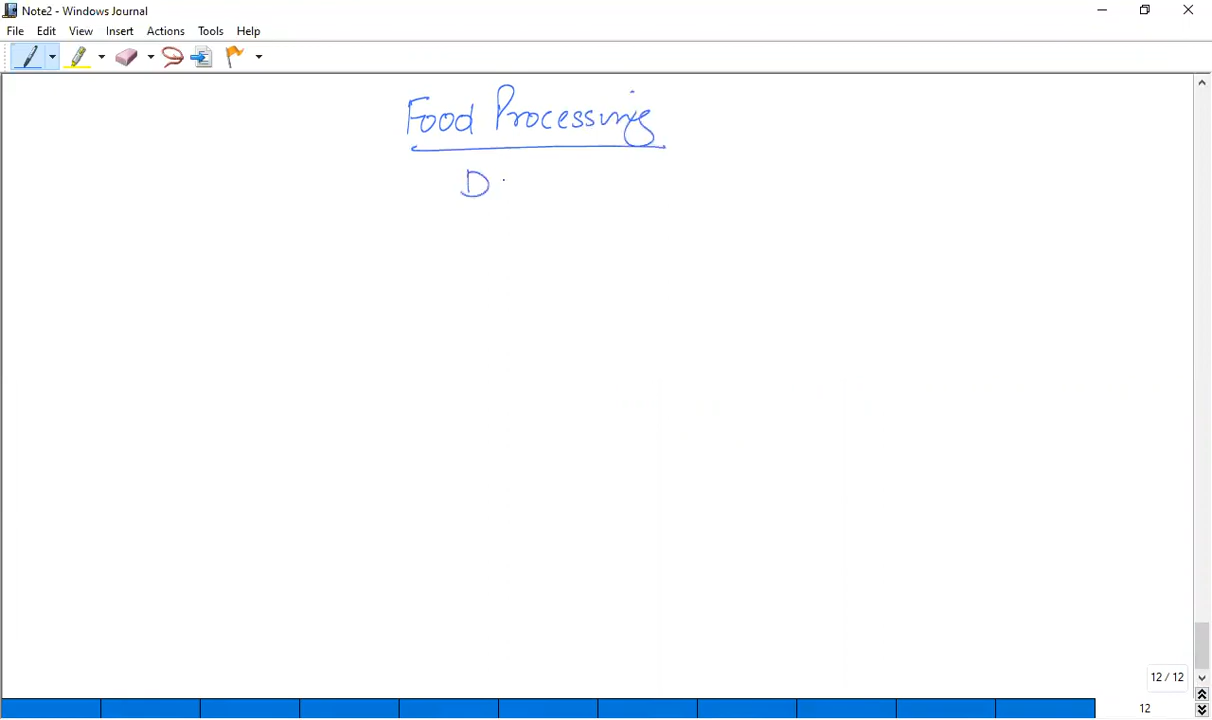 Note2 - Windows Journal
File Edit View Insert Actions Tools Help
Food Processing
D
12 / 12
12